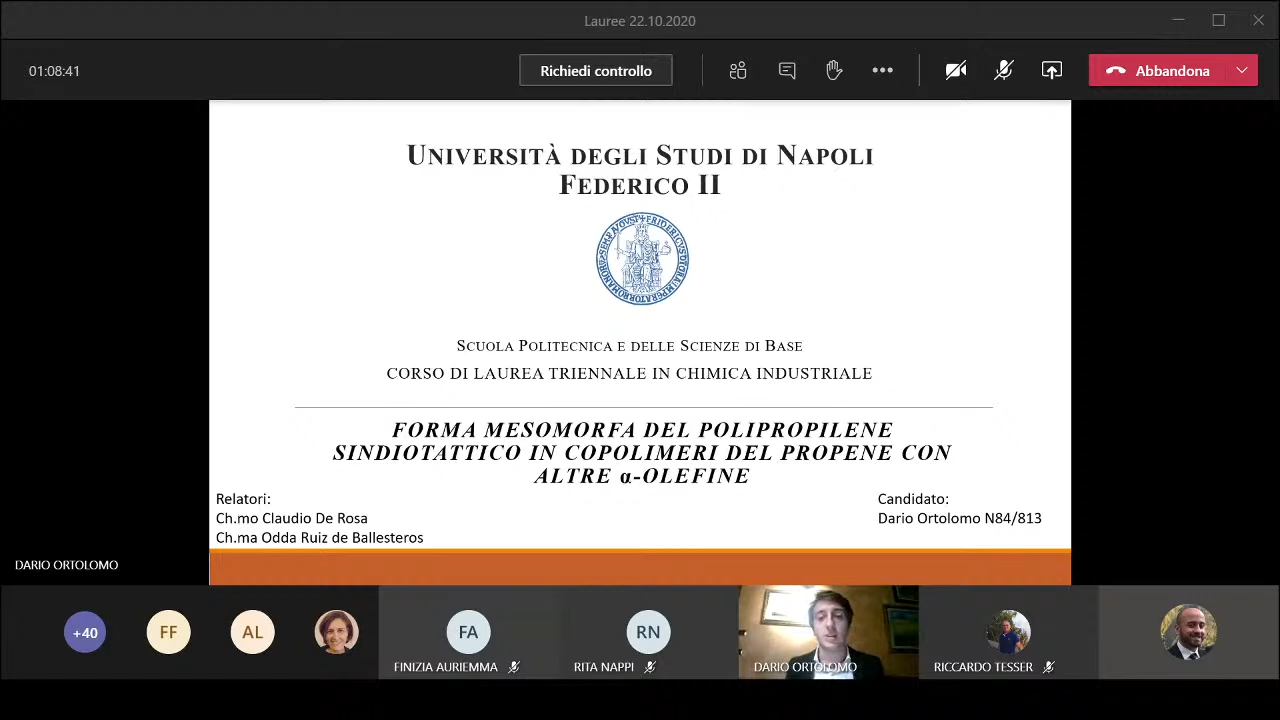 Lauree 22.10.2020
01:08:41
Richiedi controllo
Abbandona
UNIVERSITÀ DEGLI STUDI DI NAPOLI
FEDERICO II
SCUOLA POLITECNICA E DELLE SCIENZE DI BASE
CORSO DI LAUREA TRIENNALE IN CHIMICA INDUSTRIALE
FORMA MESOMORFA DEL POLIPROPILENE
SINDIOTATTICO IN COPOLIMERI DEL PROPENE CON
ALTRE α-OLEFINE
Relatori:
Ch.mo Claudio De Rosa
Ch.ma Odda Ruiz de Ballesteros
Candidato:
Dario Ortolomo N84/813
DARIO ORTOLOMO
+40
FF
AL
FA
FINIZIA AURIEMMA
RN
RITA NAPPI
DARIO ORTOLOMO
RICCARDO TESSER